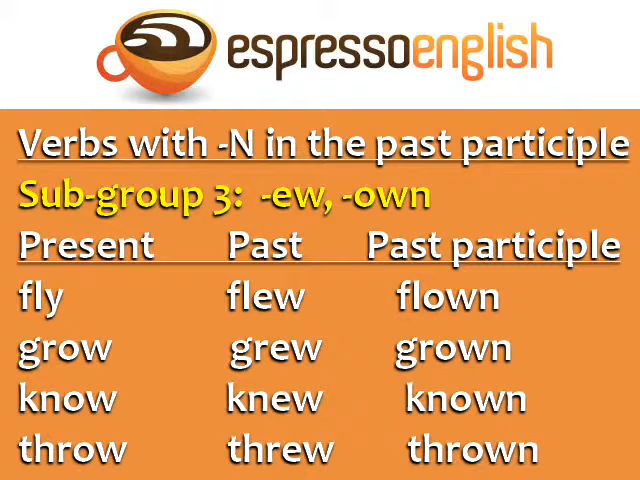 espressoenglish
Verbs with -N in the past participle
Sub-group 3: -ew, -own
Present Past Past participle
fly flew flown
grow grew grown
know knew known
throw threw thrown